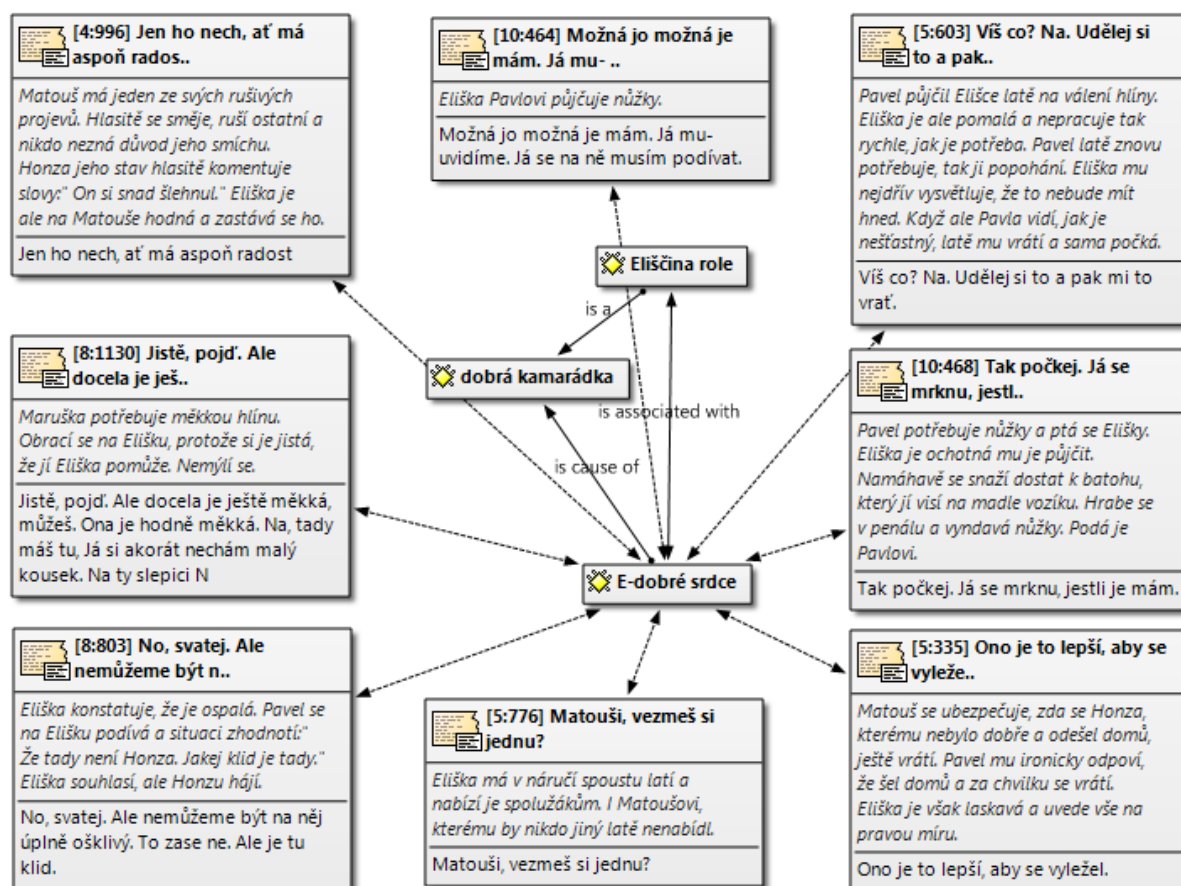 [4:996] Jen ho nech, ať má
aspoň rados..
Matouš má jeden ze svých rušivých
projevů. Hlasitě se směje, ruší ostatní a
nikdo nezná důvod jeho smíchu.
Honza jeho stav hlasitě komentuje
slovy:" On si snad šlehnul." Eliška je
ale na Matouše hodná a zastává se ho.
Jen ho nech, ať má aspoň radost
[10:464] Možná jo možná je
mám. Já mu- ..
Eliška Pavlovi půjčuje nůžky.
Možná jo možná je mám. Já mu-
uvidíme. Já se na ně musím podívat.
[5:603] Víš co? Na. Udělej si
to a pak..
Pavel půjčil Elišce latě na válení hlíny.
Eliška je ale pomalá a nepracuje tak
rychle, jak je potřeba. Pavel latě znovu
potřebuje, tak ji popohání. Eliška mu
nejdřív vysvětluje, že to nebude mít
hned. Když ale Pavla vidí, jak je
nešťastný, latě mu vrátí a sama počká.
Víš co? Na. Udělej si to a pak mi to
vrať.
Eliščina role
is a
dobrá kamarádka
is associated with
is cause of
E-dobré srdce
[8:1130] Jistě, pojď. Ale
docela je ješ..
Maruška potřebuje měkkou hlínu.
Obrací se na Elišku, protože si je jistá,
že jí Eliška pomůže. Nemýlí se.
Jistě, pojď. Ale docela je ještě měkká,
můžeš. Ona je hodně měkká. Na, tady
máš tu, Já si akorát nechám malý
kousek. Na ty slepici N
[10:468] Tak počkej. Já se
mrknu, jestl..
Pavel potřebuje nůžky a ptá se Elišky.
Eliška je ochotná mu je půjčit.
Namáhavě se snaží dostat k batohu,
který jí visí na madle vozíku. Hrabe se
v penálu a vyndavá nůžky. Podá je
Pavlovi.
Tak počkej. Já se mrknu, jestli je mám.
[8:803] No, svatej. Ale
nemůžeme být n..
Eliška konstatuje, že je ospalá. Pavel se
na Elišku podívá a situaci zhodnotí:"
Že tady není Honza. Jakej klid je tady."
Eliška souhlasí, ale Honzu hájí.
No, svatej. Ale nemůžeme být na něj
úplně ošklivý. To zase ne. Ale je tu
klid.
[5:776] Matouši, vezmeš si
jednu?
Eliška má v náručí spoustu latí a
nabízí je spolužákům. I Matoušovi,
kterému by nikdo jiný latě nenabídl.
Matouši, vezmeš si jednu?
[5:335] Ono je to lepší, aby se
vyleže..
Matouš se ubezpečuje, zda se Honza,
kterému nebylo dobře a odešel domů,
ještě vrátí. Pavel mu ironicky odpoví,
že šel domů a za chvilku se vrátí.
Eliška je však laskavá a uvede vše na
pravou míru.
Ono je to lepší, aby se vyležel.